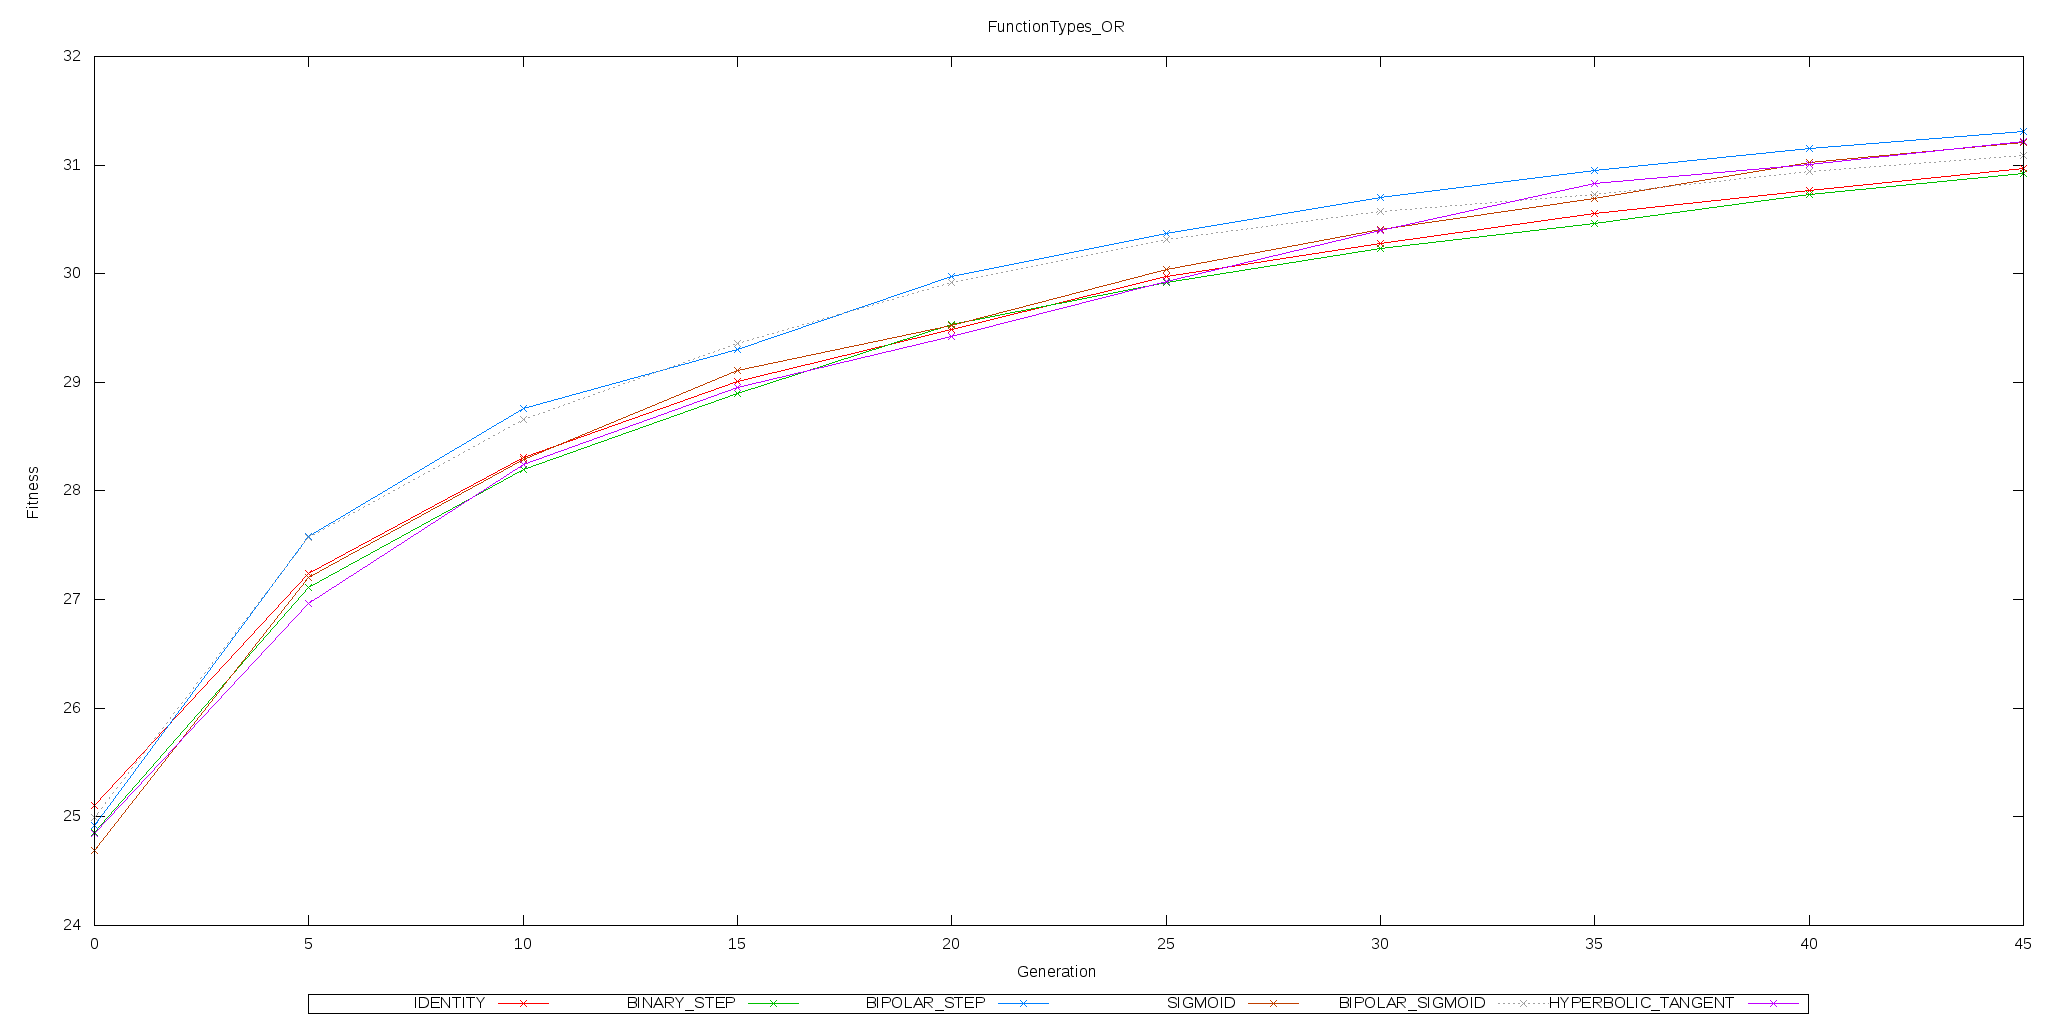 FunctionTypes_OR
32
31
30
29
28
27
26
25
24
Fitness
0 5 10 15 20 25 30 35 40 45
Generation
IDENTITY BINARY_STEP BIPOLAR_STEP SIGMOID BIPOLAR_SIGMOID HYPERBOLIC_TANGENT